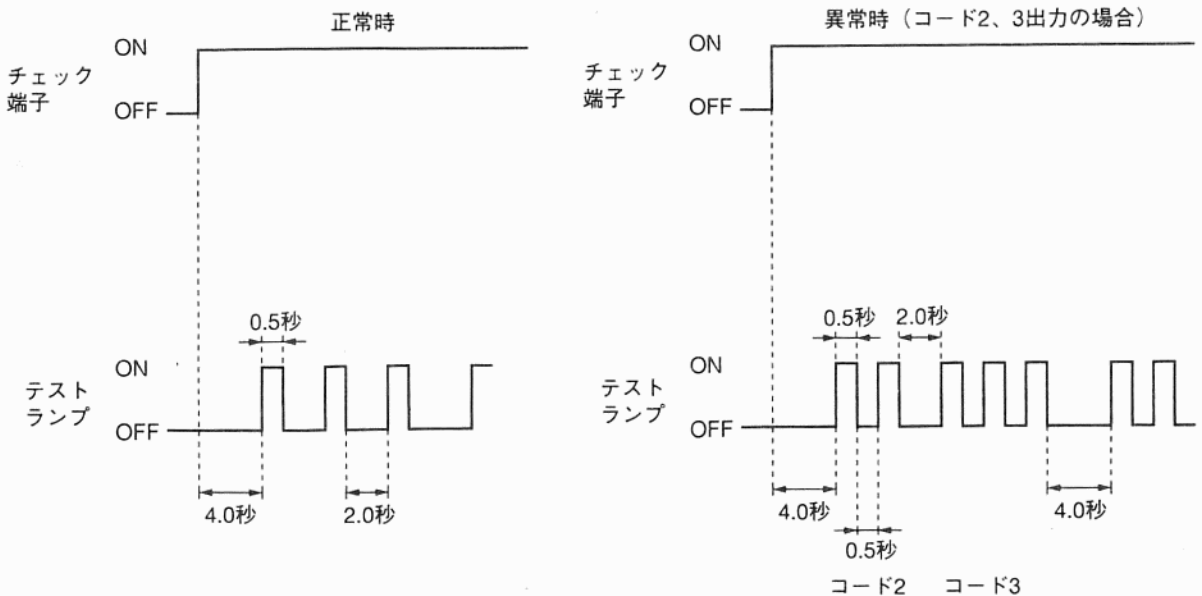 正常時
ON
チェック
端子
OFF
0.5秒
ON
テスト
ランプ
OFF
4.0秒
2.0秒
異常時(コード2、3出力の場合)
ON
チェック
端子
OFF
0.5秒
2.0秒
ON
テスト
ランプ
OFF
4.0秒
4.0秒
0.5秒
コード2
コード3